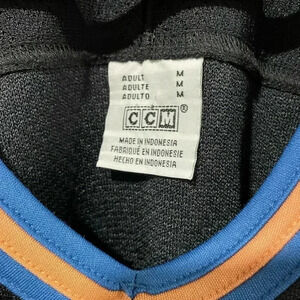 ADULT M
ADULTE M
ADULTO M
CCM®
MADE IN INDONESIA
FABRIQUÉ EN INDONESIE
HECHO EN INDONESIA